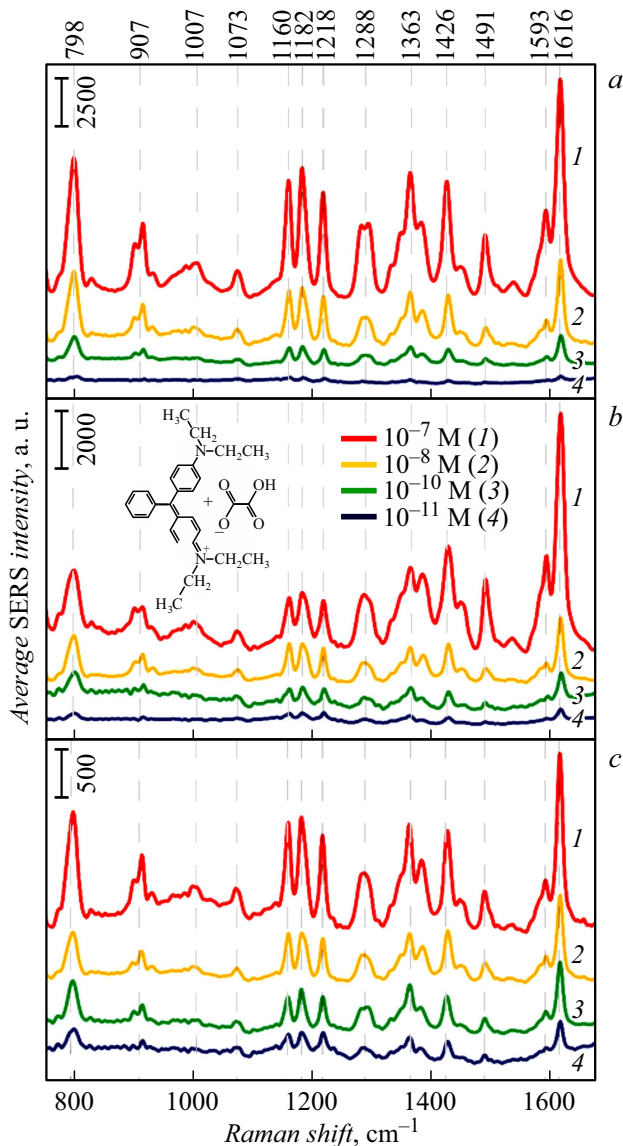 798 907 1007 1073 1160 1182 1218 1288 1363 1426 1491 1593 1616
a
2500
1
2
3
4
b
2000
H₃C
CH₂
N—CH₂CH₃
+
O
OH
O⁻
O
N⁺—CH₂CH₃
CH₂
H₃C
10⁻⁷ M (1)
10⁻⁸ M (2)
10⁻¹⁰ M (3)
10⁻¹¹ M (4)
1
2
3
4
c
500
1
2
3
4
Average SERS intensity, a. u.
800 1000 1200 1400 1600
Raman shift, cm⁻¹